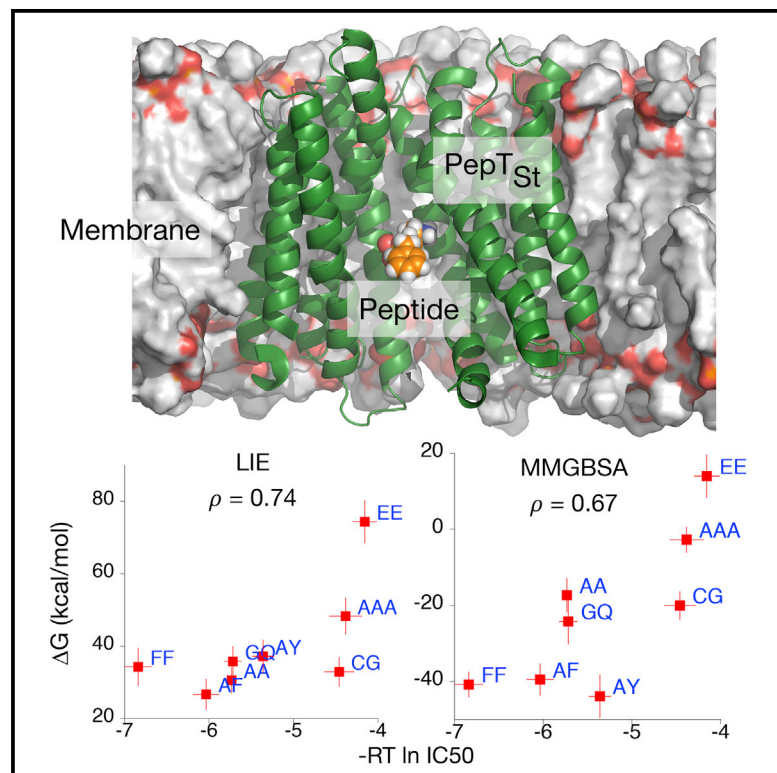 PepT_St
Membrane
Peptide
LIE
ρ = 0.74
MMGBSA
ρ = 0.67
ΔG (kcal/mol)
80
60
40
20
EE
AAA
FF
GQ
AY
AA
AF
CG
-7
-6
-5
-4
20
0
-20
-40
EE
AAA
AA
CG
GQ
FF
AF
AY
-7
-6
-5
-4
-RT ln IC50